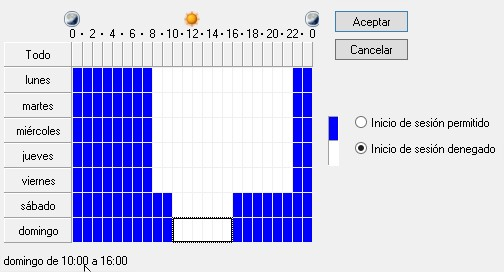 Aceptar
0 · 2 · 4 · 6 · 8 · 10 · 12 · 14 · 16 · 18 · 20 · 22 · 0
Cancelar
Todo
lunes
martes
miércoles
Inicio de sesión permitido
jueves
Inicio de sesión denegado
viernes
sábado
domingo
domingo de 10:00 a 16:00